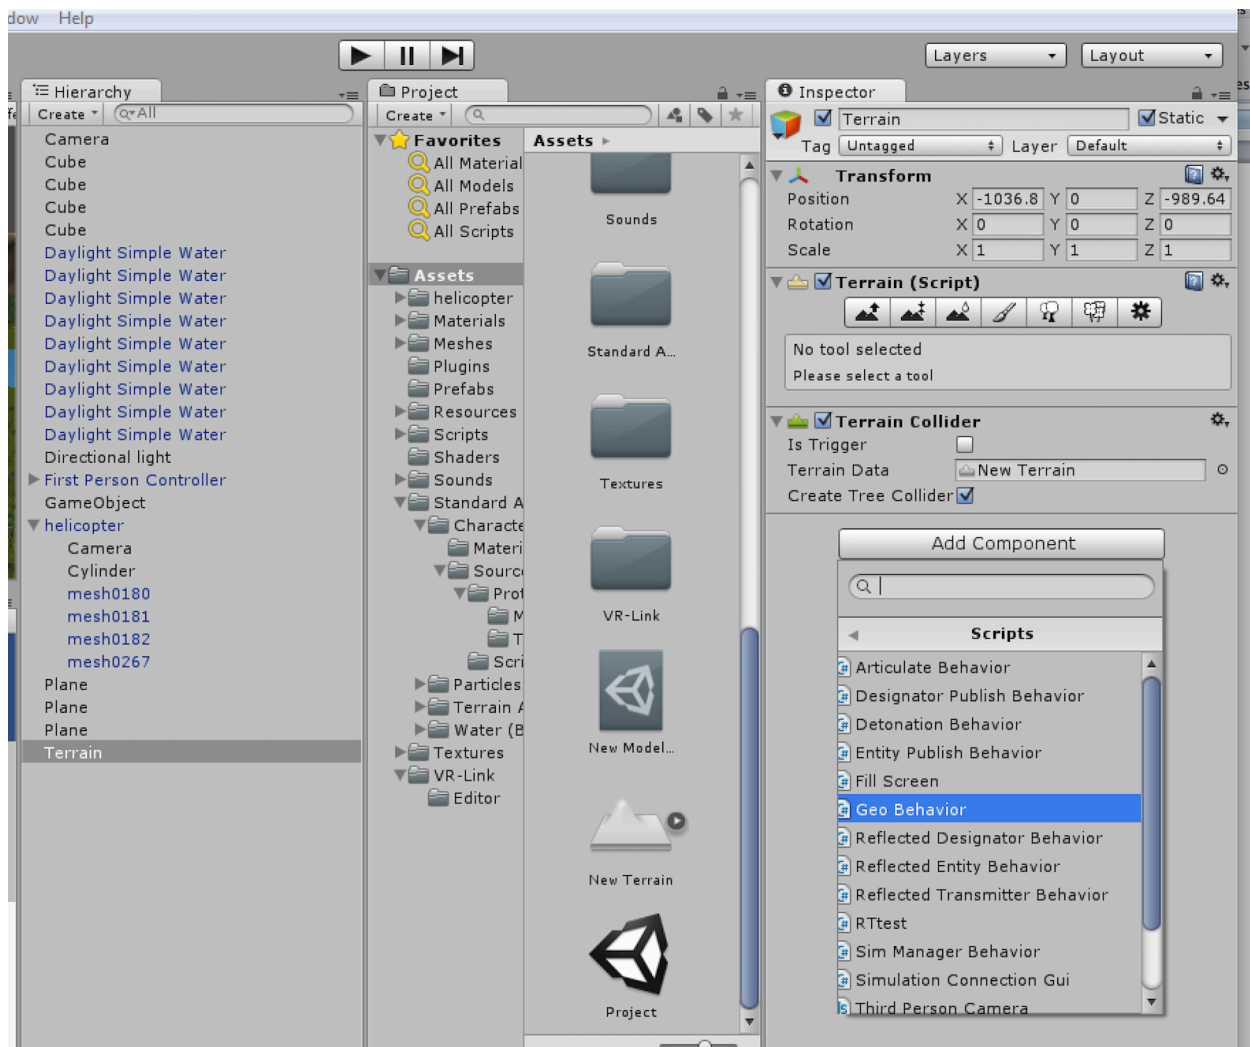 dow Help
Layers
Layout
Hierarchy
Create
All
Camera
Cube
Cube
Cube
Cube
Daylight Simple Water
Daylight Simple Water
Daylight Simple Water
Daylight Simple Water
Daylight Simple Water
Daylight Simple Water
Daylight Simple Water
Daylight Simple Water
Daylight Simple Water
Directional light
First Person Controller
GameObject
helicopter
Camera
Cylinder
mesh0180
mesh0181
mesh0182
mesh0267
Plane
Plane
Plane
Terrain
Project
Create
Favorites
All Material
All Models
All Prefabs
All Scripts
Assets
helicopter
Materials
Meshes
Plugins
Prefabs
Resources
Scripts
Shaders
Sounds
Standard A
Characte
Materi
Sourc
Prot
M
T
Scri
Particles
Terrain A
Water (B
Textures
VR-Link
Editor
Assets
Sounds
Standard A...
Textures
VR-Link
New Model...
New Terrain
Project
Inspector
Terrain
Static
Tag Untagged Layer Default
Transform
Position X -1036.8 Y 0 Z -989.64
Rotation X 0 Y 0 Z 0
Scale X 1 Y 1 Z 1
Terrain (Script)
No tool selected
Please select a tool
Terrain Collider
Is Trigger
Terrain Data New Terrain
Create Tree Collider
Add Component
Scripts
Articulate Behavior
Designator Publish Behavior
Detonation Behavior
Entity Publish Behavior
Fill Screen
Geo Behavior
Reflected Designator Behavior
Reflected Entity Behavior
Reflected Transmitter Behavior
RTtest
Sim Manager Behavior
Simulation Connection Gui
Third Person Camera